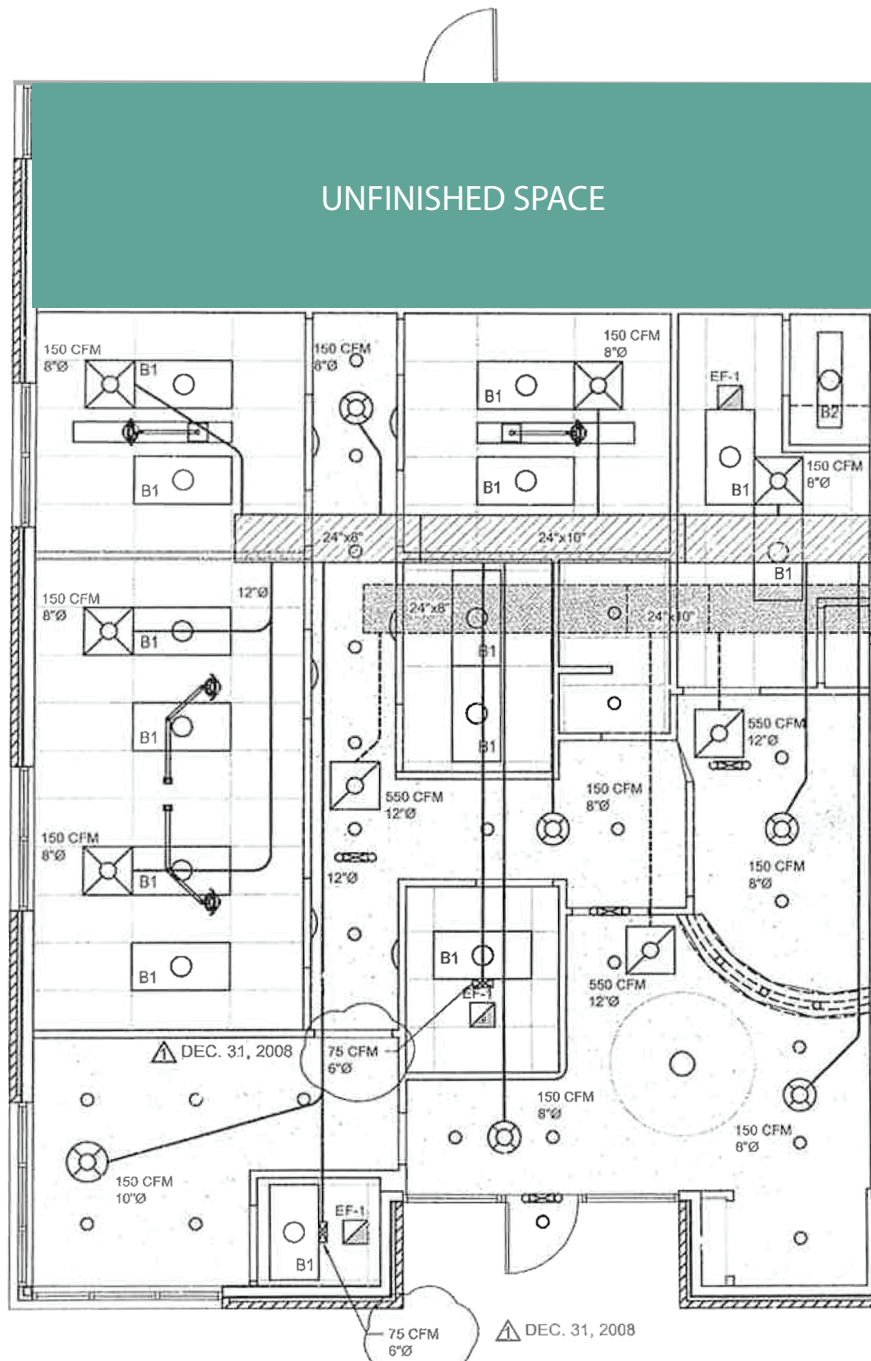 UNFINISHED SPACE
150 CFM
8"Ø
B1
150 CFM
8"Ø
150 CFM
8"Ø
B1
EF-1
B2
B1
B1
B1
150 CFM
8"Ø
24"x8"
24"x10"
B1
150 CFM
8"Ø
12"Ø
B1
24"x8"
24"x10"
B1
B1
B1
550 CFM
12"Ø
550 CFM
12"Ø
150 CFM
8"Ø
150 CFM
8"Ø
B1
12"Ø
150 CFM
8"Ø
B1
B1
EF-1
550 CFM
12"Ø
1 DEC. 31, 2008
75 CFM
6"Ø
150 CFM
8"Ø
150 CFM
8"Ø
150 CFM
10"Ø
EF-1
B1
75 CFM
6"Ø
1 DEC. 31, 2008